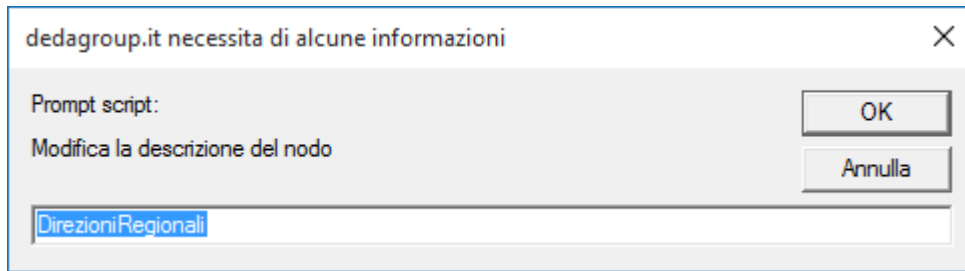 dedagroup.it necessita di alcune informazioni
Prompt script:
OK
Modifica la descrizione del nodo
Annulla
DirezioniRegionali